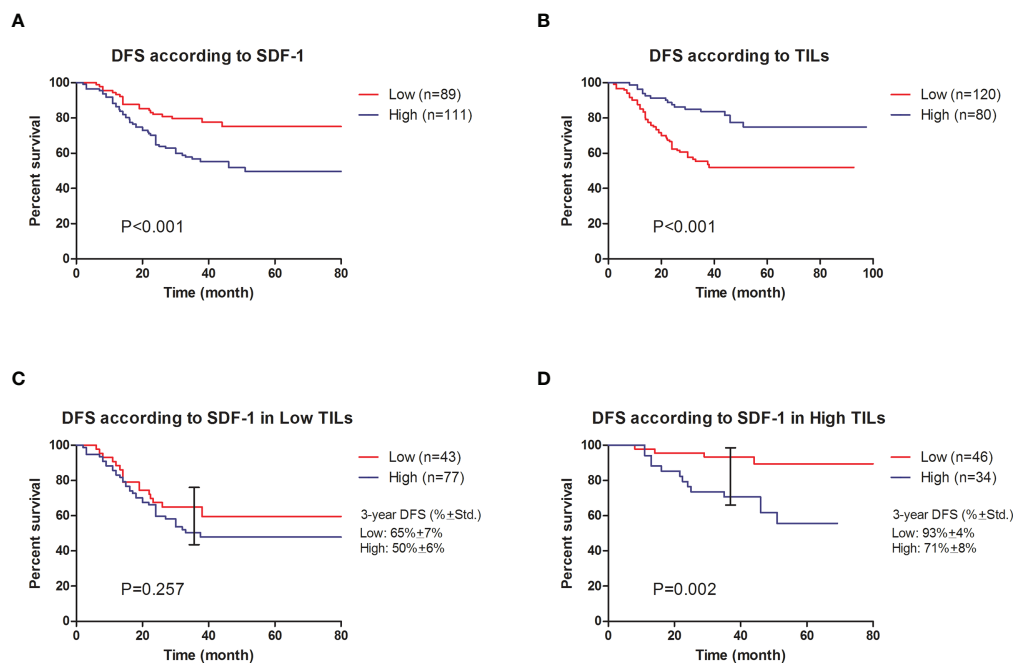 A
DFS according to SDF-1
Percent survival
100
80
60
40
20
0
Low (n=89)
High (n=111)
P<0.001
0 20 40 60 80
Time (month)
B
DFS according to TILs
Percent survival
100
80
60
40
20
0
Low (n=120)
High (n=80)
P<0.001
0 20 40 60 80 100
Time (month)
C
DFS according to SDF-1 in Low TILs
Percent survival
100
80
60
40
20
0
Low (n=43)
High (n=77)
3-year DFS (%±Std.)
Low: 65%±7%
High: 50%±6%
P=0.257
0 20 40 60 80
Time (month)
D
DFS according to SDF-1 in High TILs
Percent survival
100
80
60
40
20
0
Low (n=46)
High (n=34)
3-year DFS (%±Std.)
Low: 93%±4%
High: 71%±8%
P=0.002
0 20 40 60 80
Time (month)